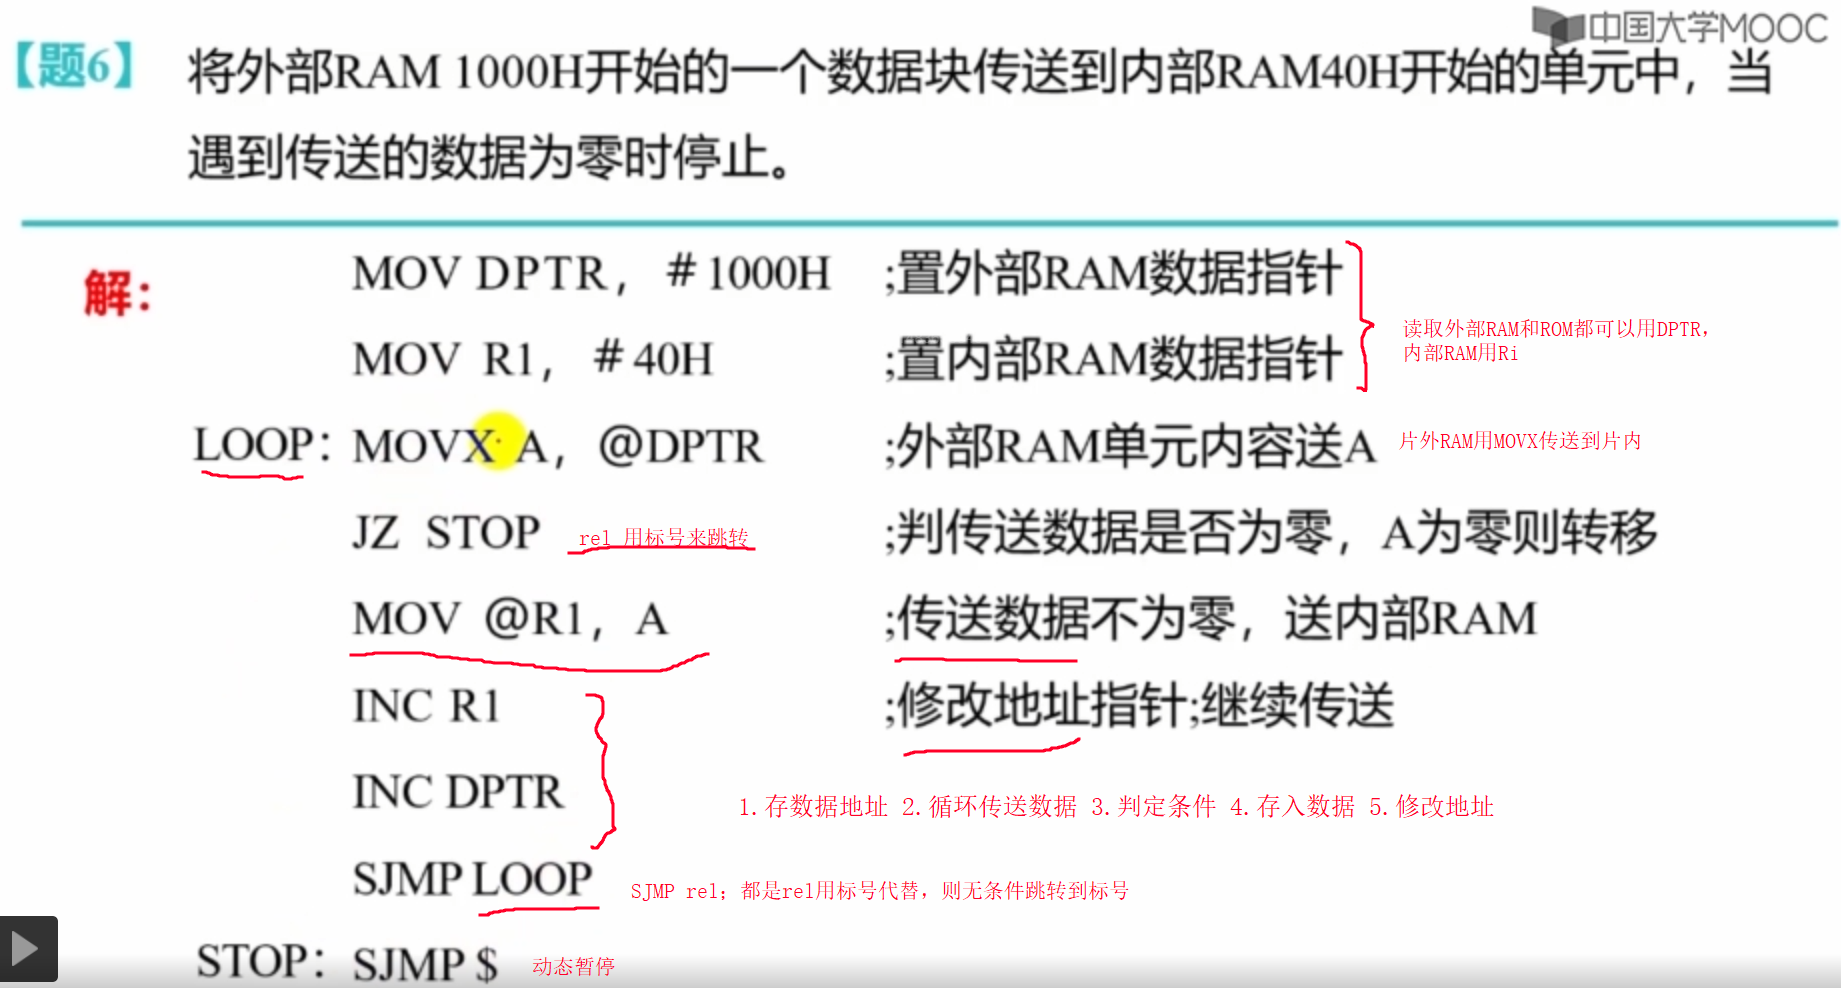 中国大学MOOC
【题6】 将外部RAM 1000H开始的一个数据块传送到内部RAM40H开始的单元中，当
遇到传送的数据为零时停止。
解： MOV DPTR，＃1000H ;置外部RAM数据指针
读取外部RAM和ROM都可以用DPTR，
内部RAM用Ri
MOV R1，＃40H ;置内部RAM数据指针
LOOP：MOVX A，@DPTR ;外部RAM单元内容送A 片外RAM用MOVX传送到片内
JZ STOP rel 用标号来跳转 ;判传送数据是否为零，A为零则转移
MOV @R1，A ;传送数据不为零，送内部RAM
INC R1 ;修改地址指针;继续传送
INC DPTR 1.存数据地址 2.循环传送数据 3.判定条件 4.存入数据 5.修改地址
SJMP LOOP SJMP rel；都是rel用标号代替，则无条件跳转到标号
STOP：SJMP $ 动态暂停